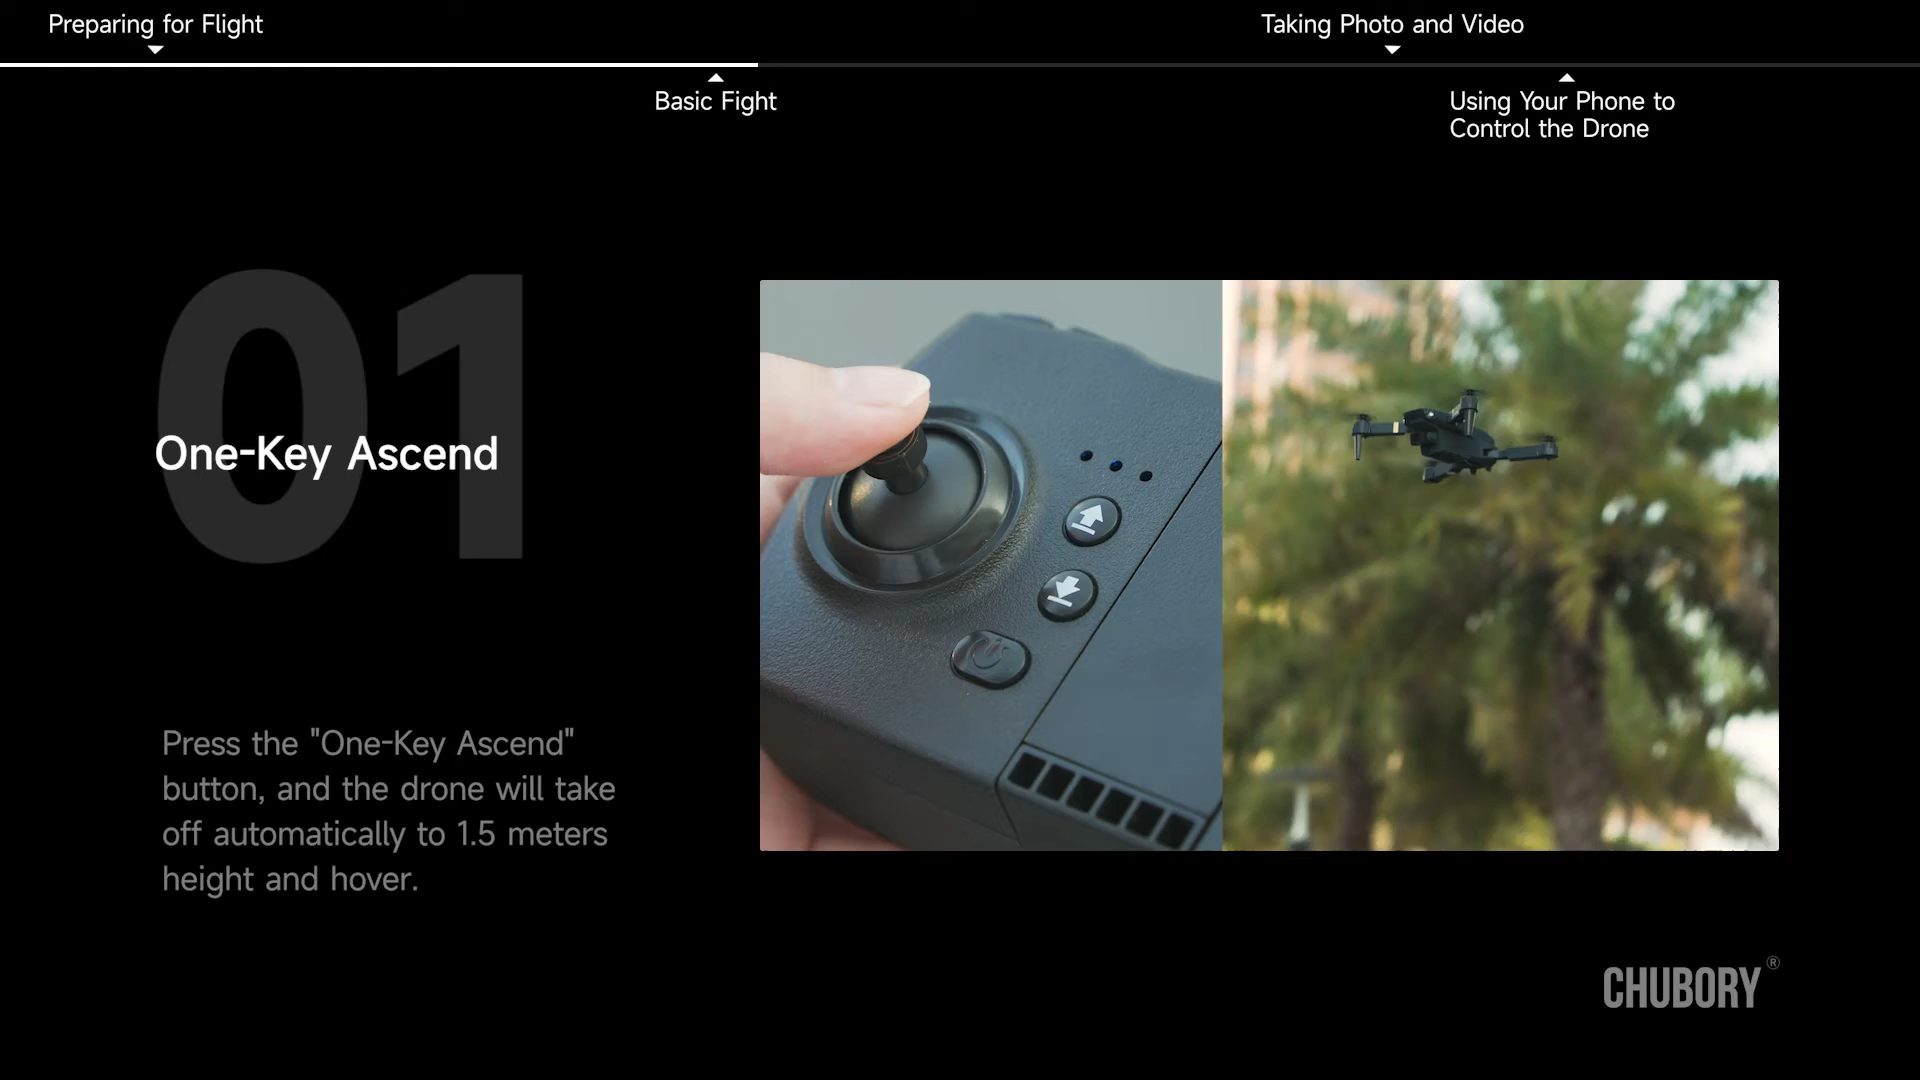 Preparing for Flight
Taking Photo and Video
Basic Fight
Using Your Phone to
Control the Drone
01
One-Key Ascend
Press the "One-Key Ascend"
button, and the drone will take
off automatically to 1.5 meters
height and hover.
CHUBORY®